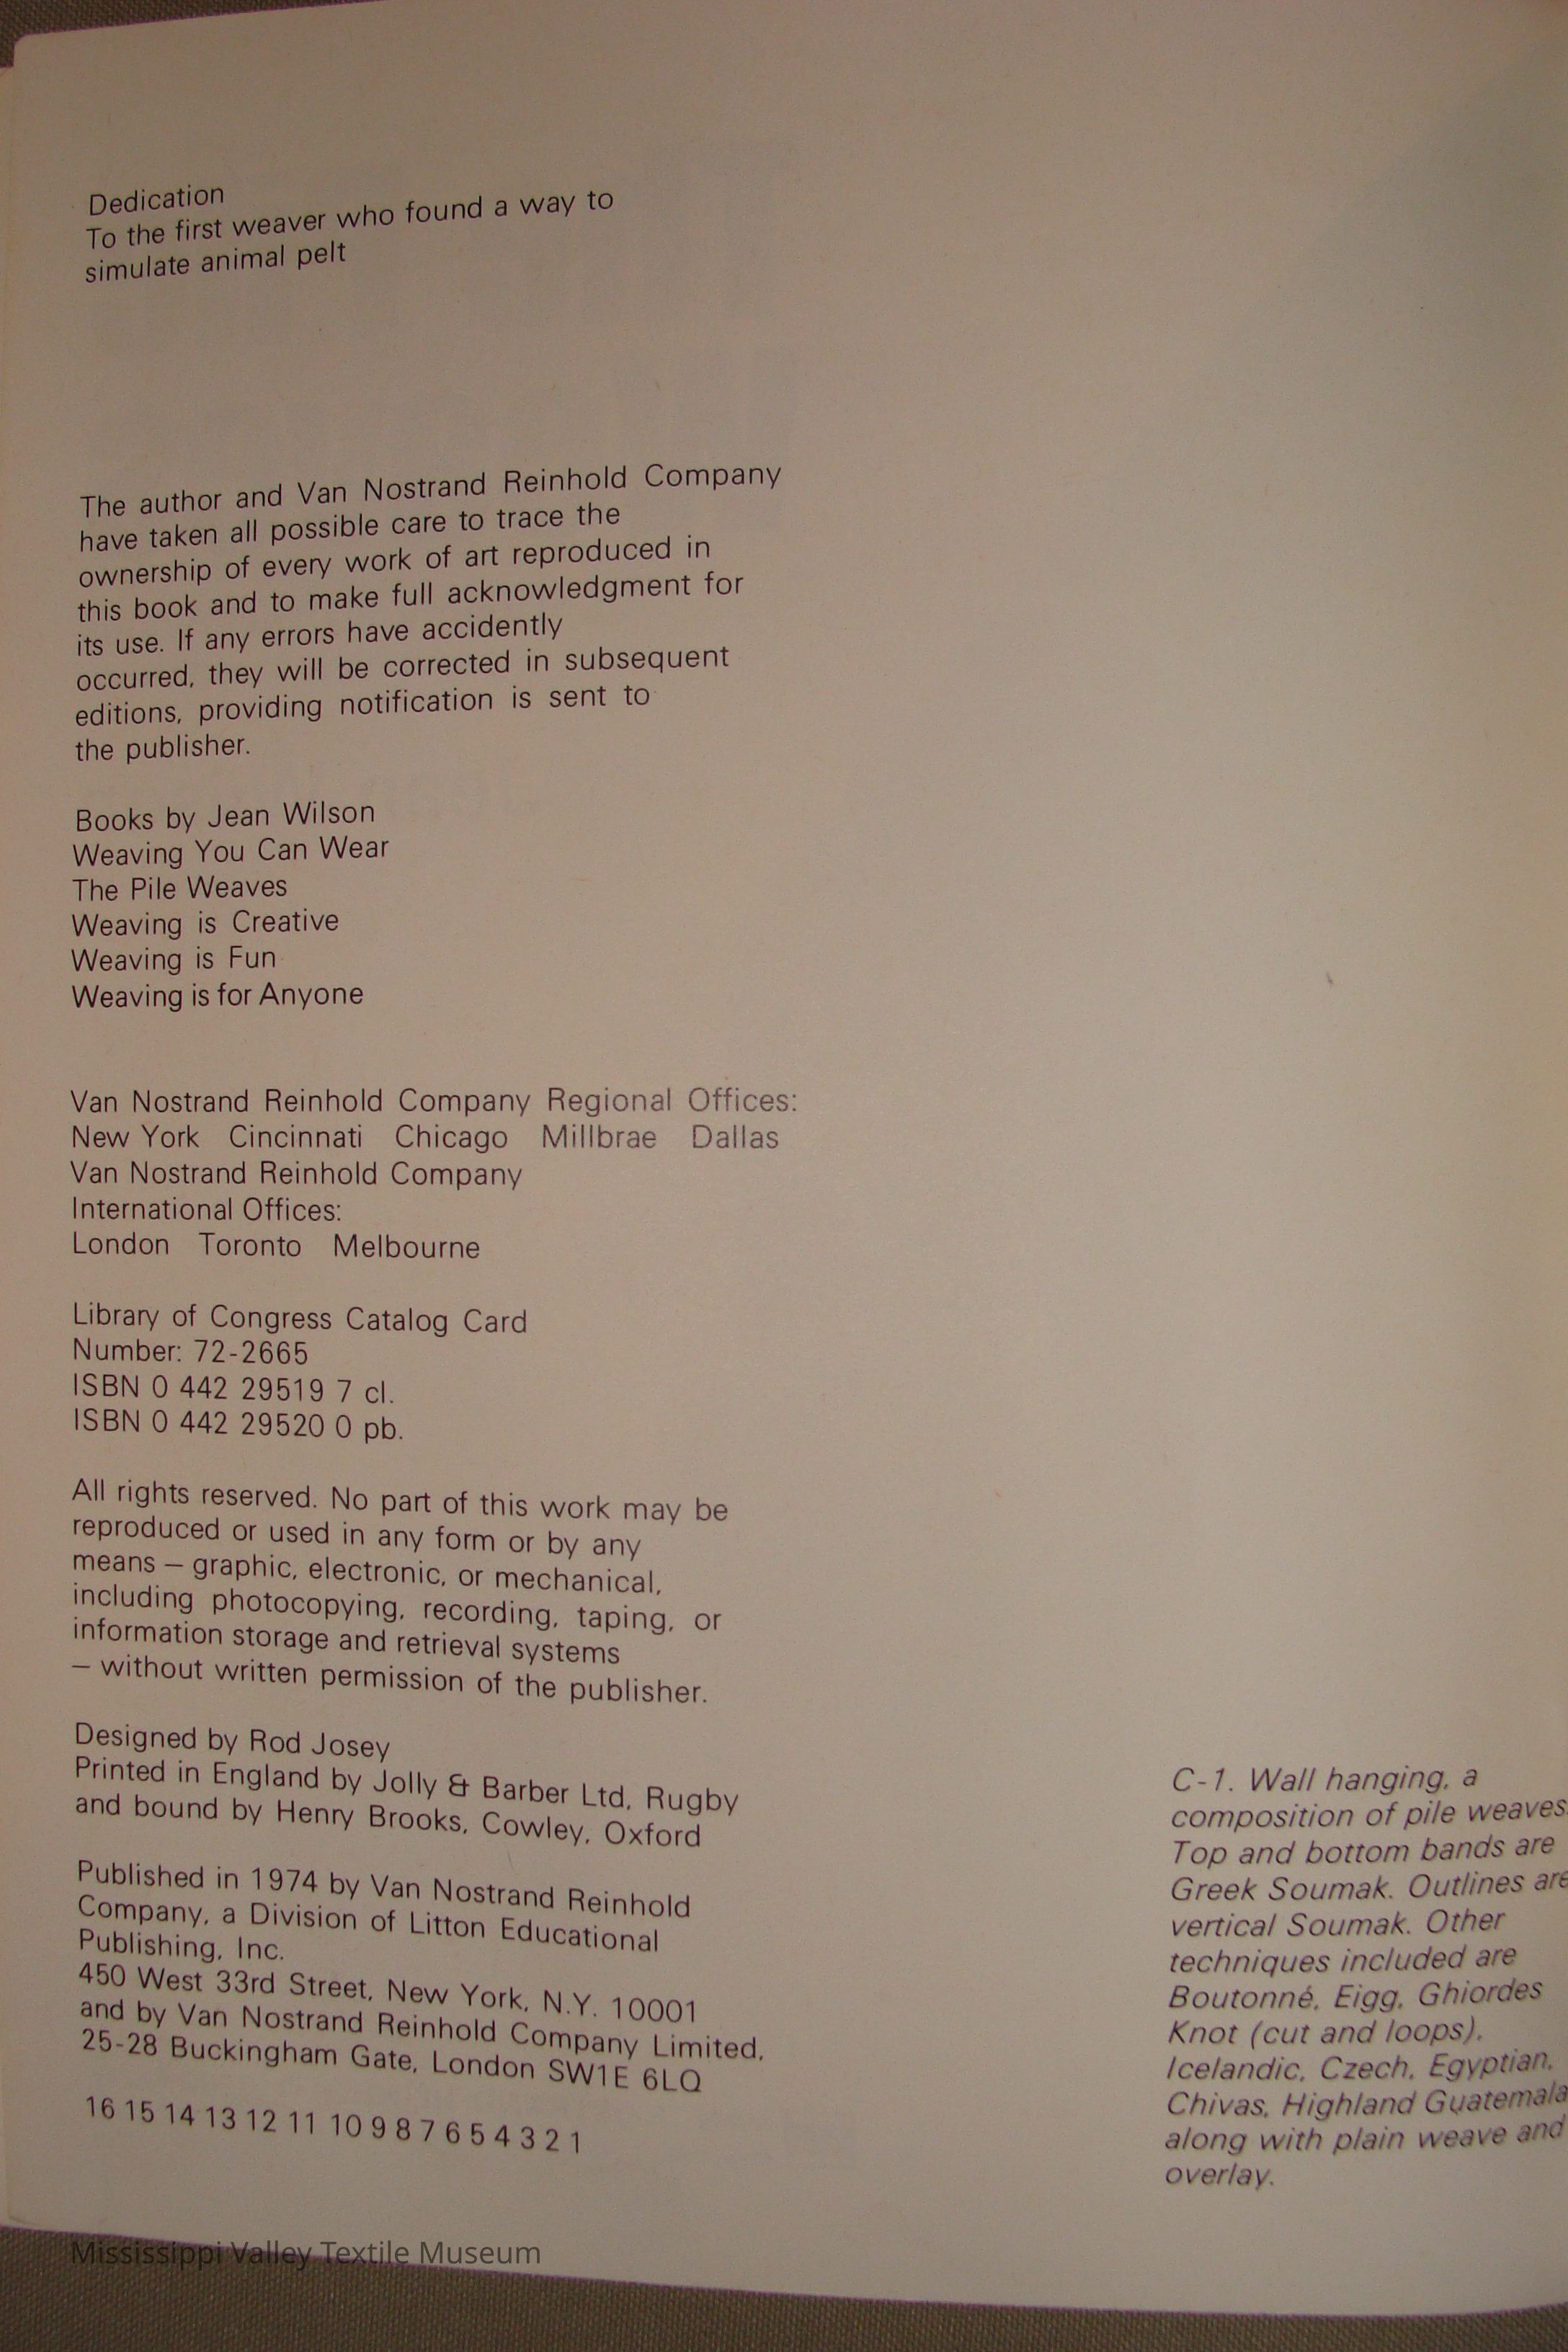 Dedication
To the first weaver who found a way to
simulate animal pelt
The author and Van Nostrand Reinhold Company
have taken all possible care to trace the
ownership of every work of art reproduced in
this book and to make full acknowledgment for
its use. If any errors have accidently
occurred, they will be corrected in subsequent
editions, providing notification is sent to
the publisher.
Books by Jean Wilson
Weaving You Can Wear
The Pile Weaves
Weaving is Creative
Weaving is Fun
Weaving is for Anyone
Van Nostrand Reinhold Company Regional Offices:
New York Cincinnati Chicago Millbrae Dallas
Van Nostrand Reinhold Company
International Offices:
London Toronto Melbourne
Library of Congress Catalog Card
Number: 72-2665
ISBN 0 442 29519 7 cl.
ISBN 0 442 29520 0 pb.
All rights reserved. No part of this work may be
reproduced or used in any form or by any
means – graphic, electronic, or mechanical,
including photocopying, recording, taping, or
information storage and retrieval systems
– without written permission of the publisher.
Designed by Rod Josey
Printed in England by Jolly & Barber Ltd, Rugby
and bound by Henry Brooks, Cowley, Oxford
Published in 1974 by Van Nostrand Reinhold
Company, a Division of Litton Educational
Publishing, Inc.
450 West 33rd Street, New York, N.Y. 10001
and by Van Nostrand Reinhold Company Limited,
25-28 Buckingham Gate, London SW1E 6LQ
16 15 14 13 12 11 10 9 8 7 6 5 4 3 2 1
C-1. Wall hanging, a
composition of pile weaves.
Top and bottom bands are
Greek Soumak. Outlines are
vertical Soumak. Other
techniques included are
Boutonné, Eigg, Ghiordes
Knot (cut and loops),
Icelandic, Czech, Egyptian,
Chivas, Highland Guatemala
along with plain weave and
overlay.
Mississippi Valley Textile Museum